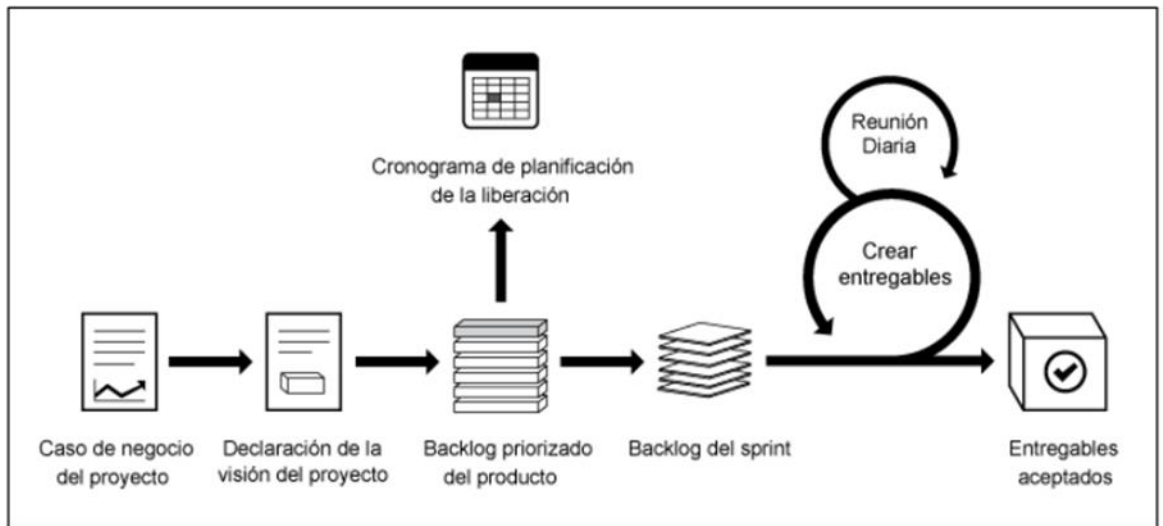 Cronograma de planificación
de la liberación
Reunión
Diaria
Crear
entregables
Caso de negocio
del proyecto
Declaración de la
visión del proyecto
Backlog priorizado
del producto
Backlog del sprint
Entregables
aceptados